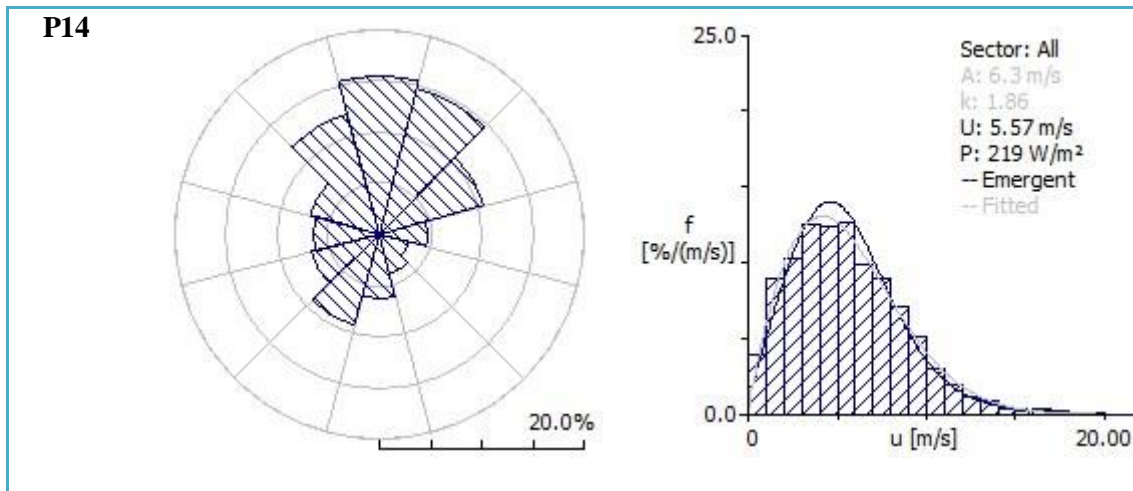 P14
20.0%
25.0
f
[%/(m/s)]
0.0
0
u [m/s]
20.00
Sector: All
A: 6.3 m/s
k: 1.86
U: 5.57 m/s
P: 219 W/m²
-- Emergent
-- Fitted